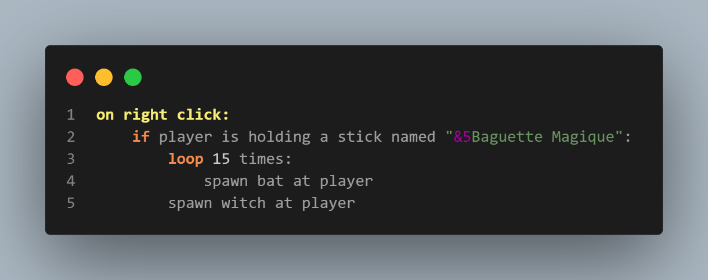 1 on right click:
2 if player is holding a stick named "&5Baguette Magique":
3 loop 15 times:
4 spawn bat at player
5 spawn witch at player